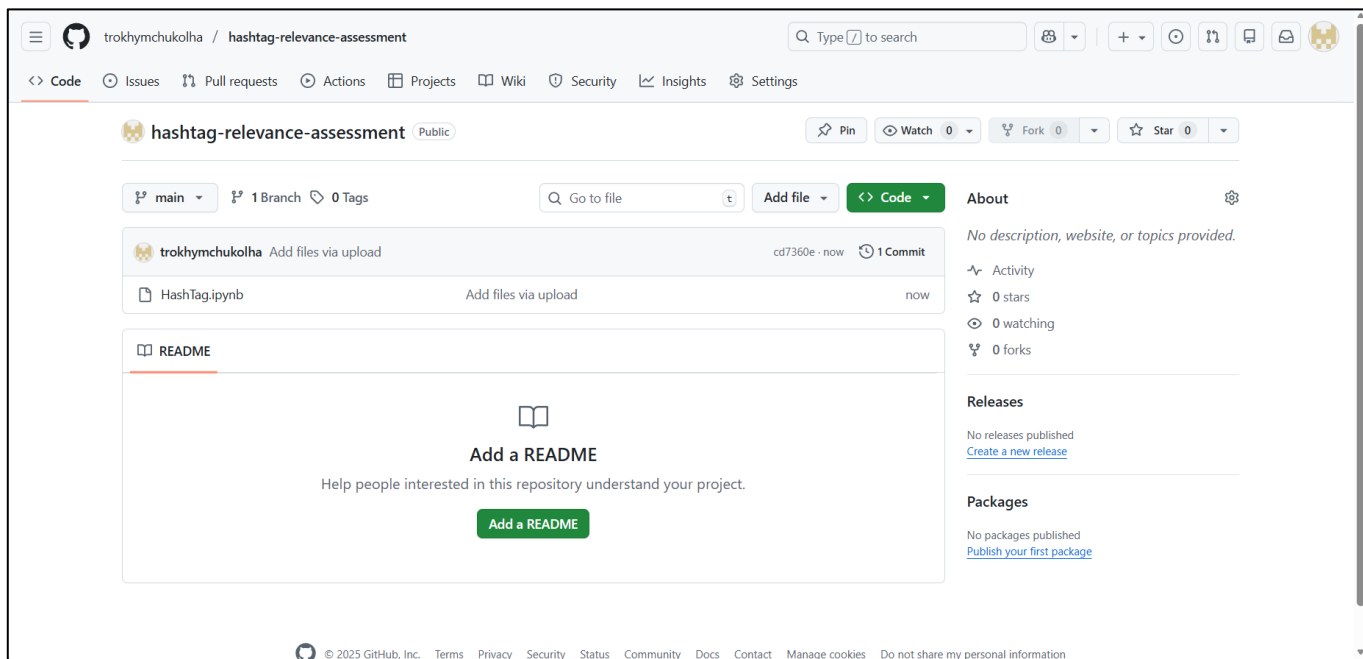 trokhymchukolha / hashtag-relevance-assessment
Type / to search
Code Issues Pull requests Actions Projects Wiki Security Insights Settings
hashtag-relevance-assessment Public
Pin Watch 0 Fork 0 Star 0
main 1 Branch 0 Tags Go to file t Add file Code
About
No description, website, or topics provided.
trokhymchukolha Add files via upload cd7360e · now 1 Commit
Activity
HashTag.ipynb Add files via upload now
0 stars
0 watching
0 forks
README
Releases
No releases published
Create a new release
Add a README
Help people interested in this repository understand your project.
Add a README
Packages
No packages published
Publish your first package
© 2025 GitHub, Inc. Terms Privacy Security Status Community Docs Contact Manage cookies Do not share my personal information